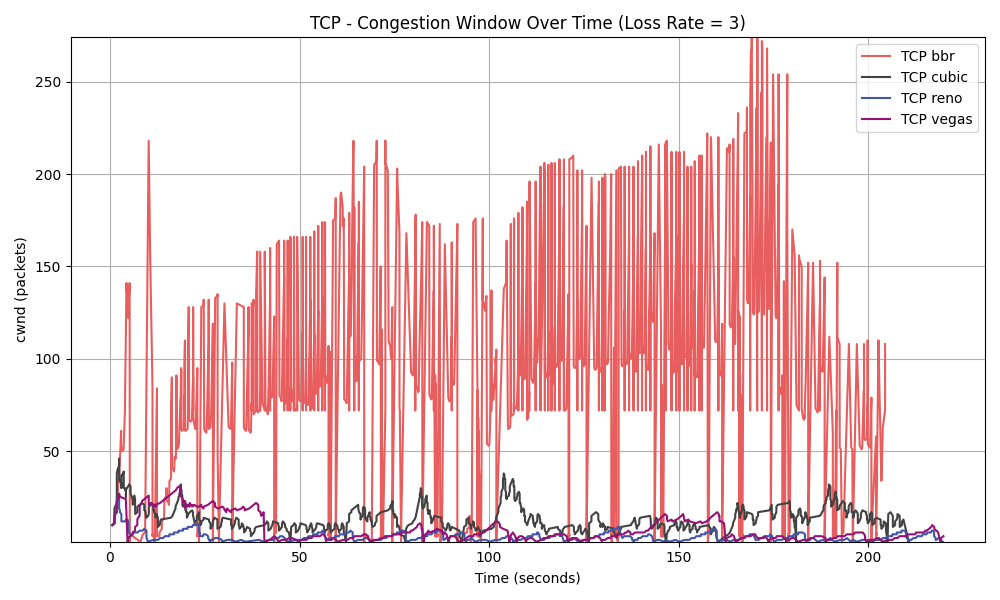 TCP - Congestion Window Over Time (Loss Rate = 3)
TCP bbr
TCP cubic
TCP reno
TCP vegas
cwnd (packets)
250
200
150
100
50
0
50
100
150
200
Time (seconds)